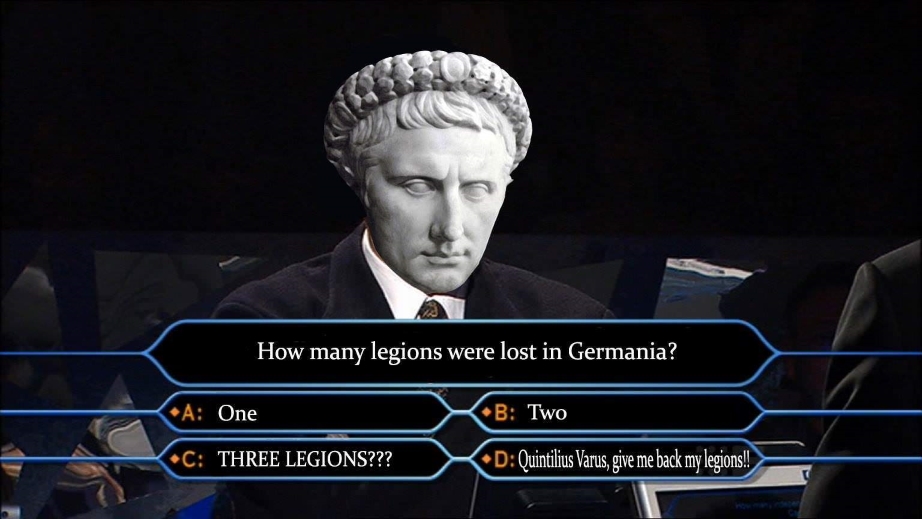 How many legions were lost in Germania?
A: One
B: Two
C: THREE LEGIONS???
D: Quintilius Varus, give me back my legions!!